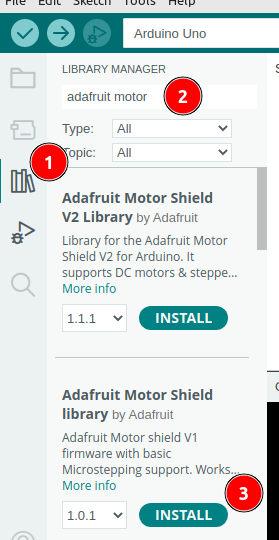 File Edit Sketch Tools Help
Arduino Uno
LIBRARY MANAGER
adafruit motor
2
Type: All
1
Topic: All
Adafruit Motor Shield
V2 Library by Adafruit
Library for the Adafruit Motor
Shield V2 for Arduino. It
supports DC motors & steppe...
More info
1.1.1 INSTALL
Adafruit Motor Shield
library by Adafruit
Adafruit Motor shield V1
firmware with basic
Microstepping support. Works...
More info
3
1.0.1 INSTALL